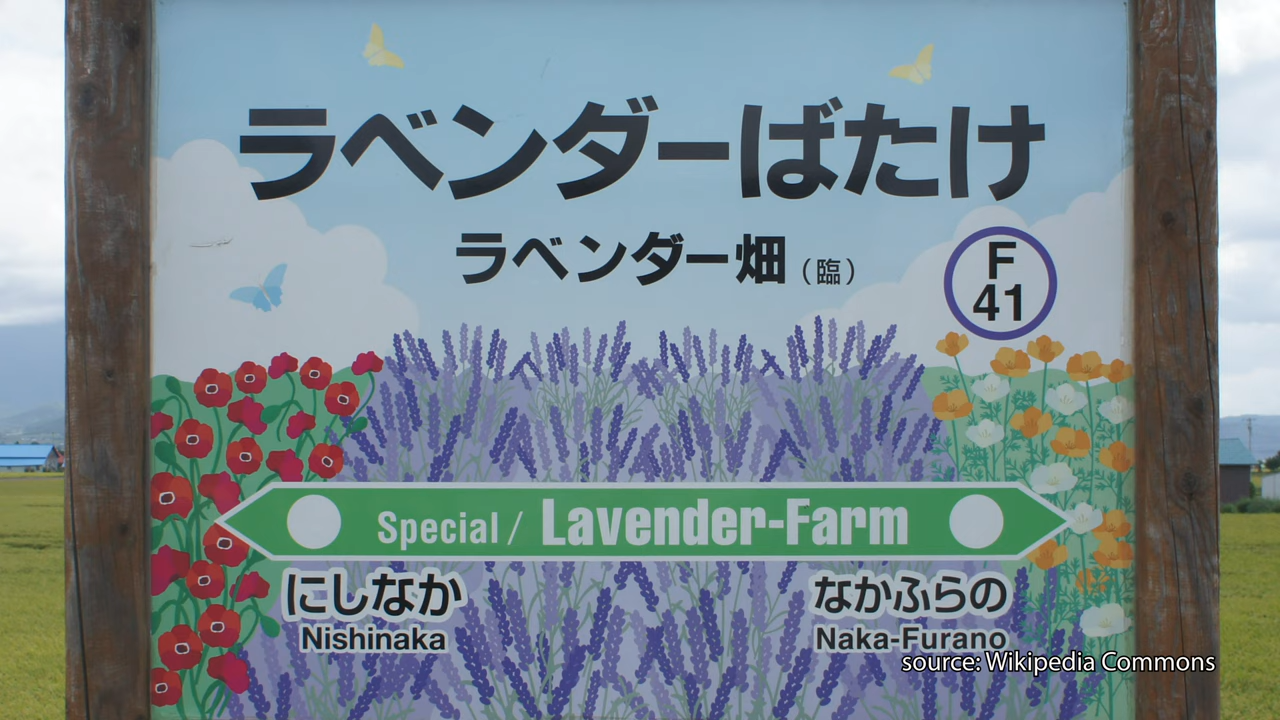 ラベンダーばたけ
ラベンダー畑（臨）
F
41
Special / Lavender-Farm
にしなか
なかふらの
Nishinaka
Naka-Furano
source: Wikipedia Commons